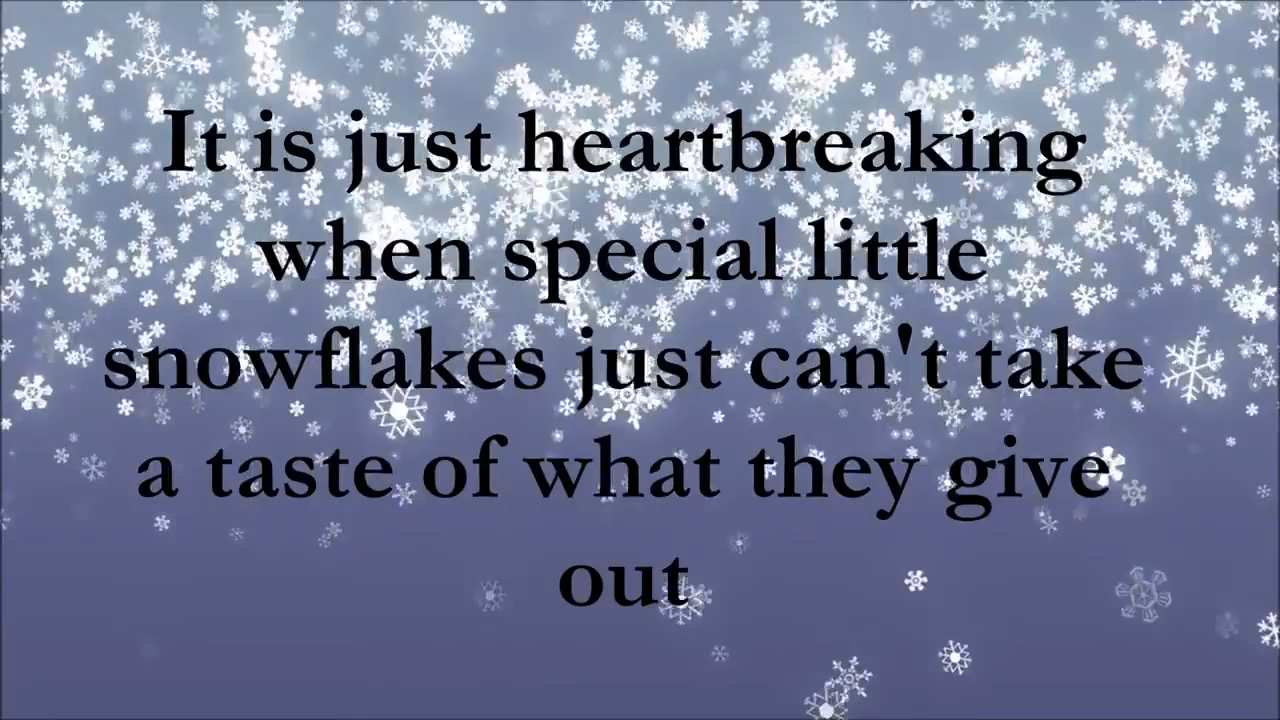 It is just heartbreaking
when special little
snowflakes just can't take
a taste of what they give
out